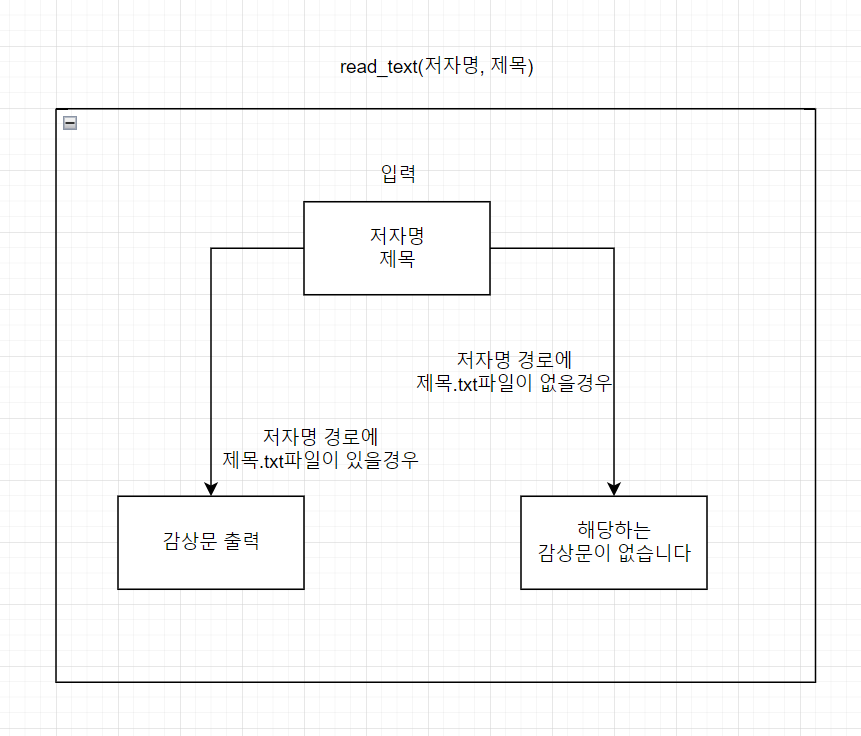 read_text(저자명, 제목)
입력
저자명
제목
저자명 경로에
제목.txt파일이 없을경우
저자명 경로에
제목.txt파일이 있을경우
감상문 출력
해당하는
감상문이 없습니다